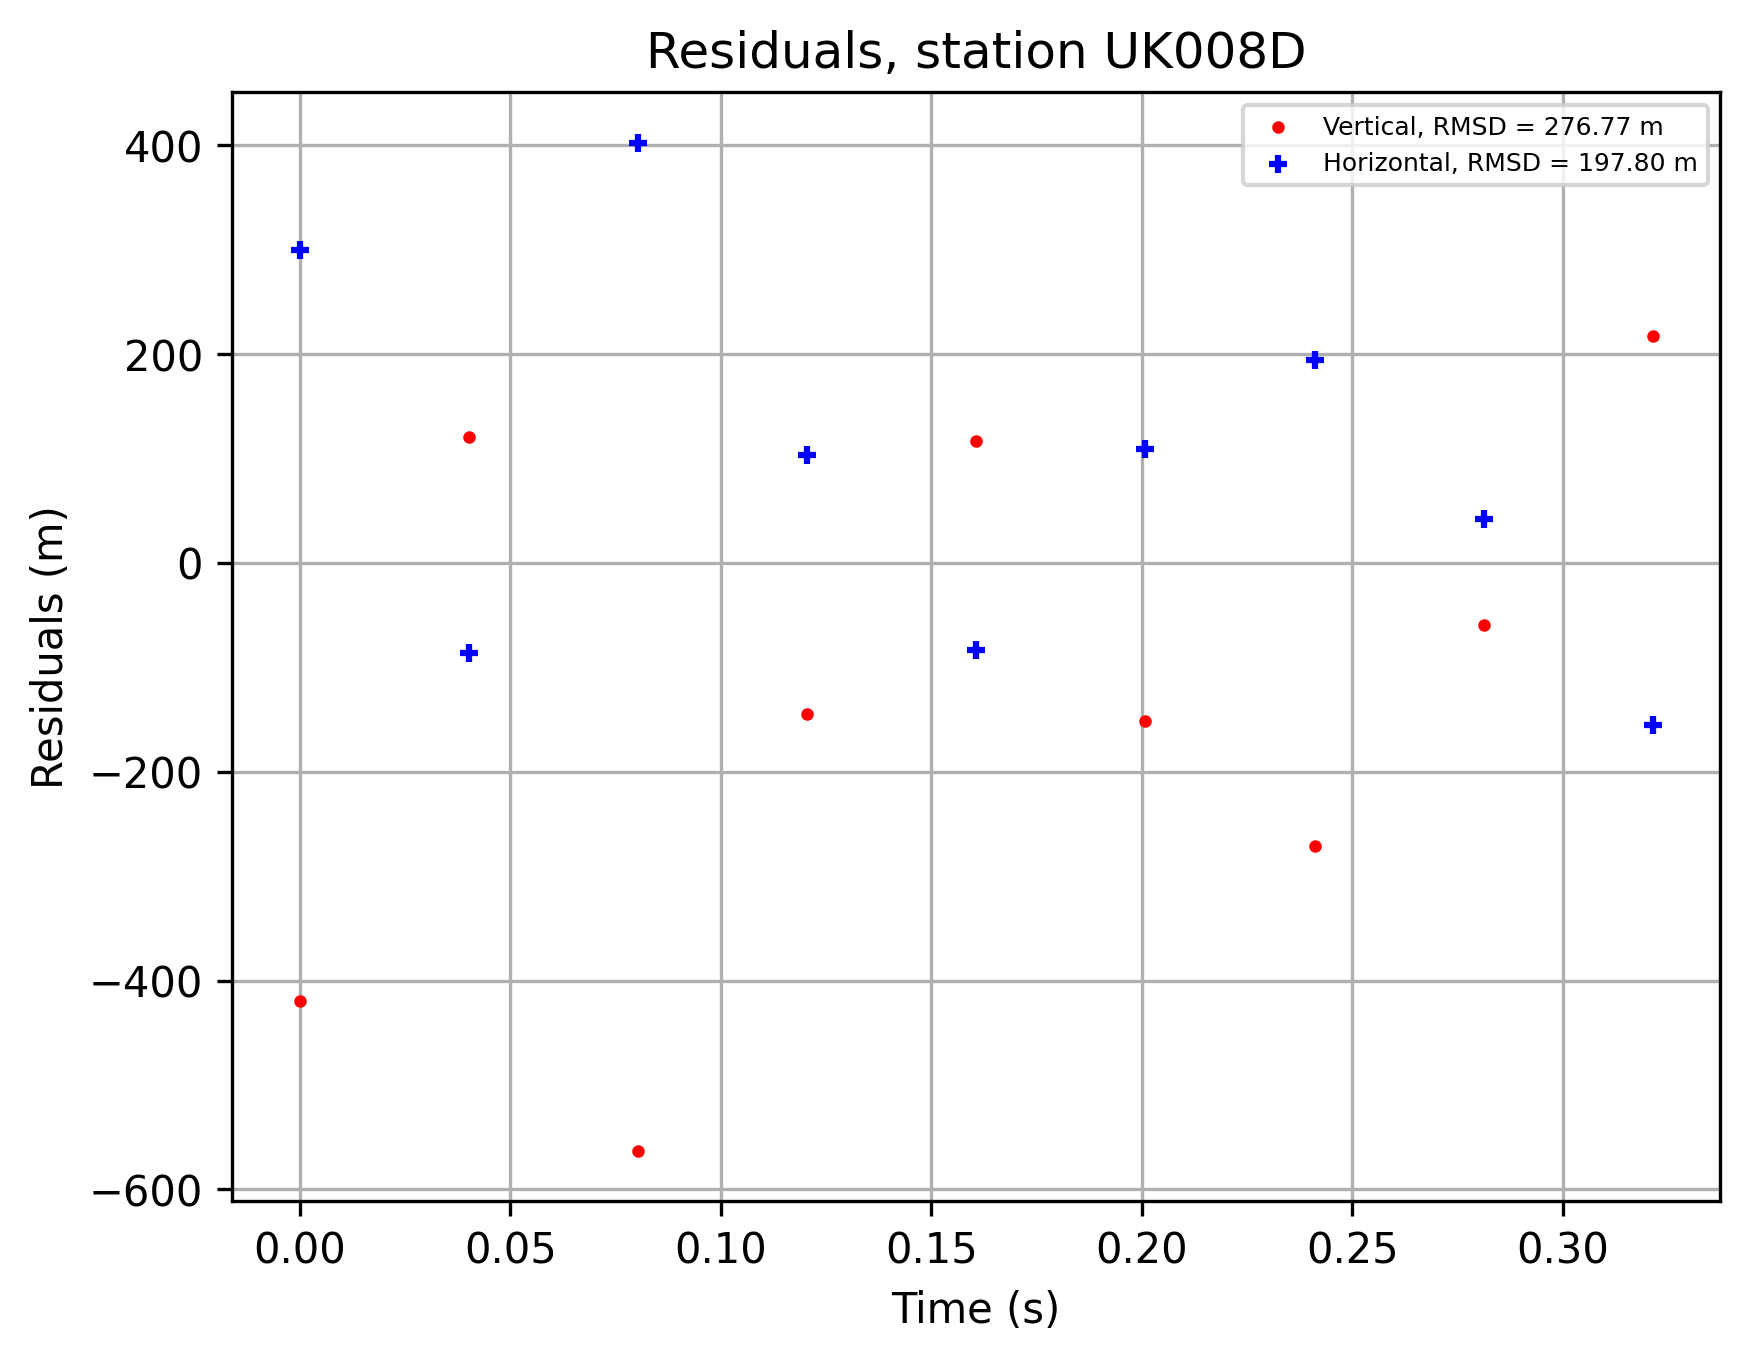 Residuals, station UK008D
Vertical, RMSD = 276.77 m
Horizontal, RMSD = 197.80 m
400
200
0
−200
−400
−600
Residuals (m)
0.00 0.05 0.10 0.15 0.20 0.25 0.30
Time (s)